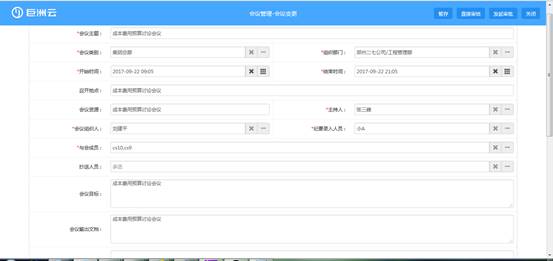 巨洲云 会议管理-会议变更 暂存 直接审核 发起审批 关闭
*会议主题： 成本费用预算讨论会议
*会议类别： 集团总部 *组织部门： 郑州二七公司/工程管理部
*开始时间： 2017-09-22 09:05 *结束时间： 2017-09-22 21:05
召开地点： 成本费用预算讨论会议
会议资源： 成本费用预算讨论会议 *主持人： 张三峰
*会议组织人： 刘建平 *纪要录入人员： 小A
*与会成员： cs10,cs9
抄送人员： 多选
会议目标： 成本费用预算讨论会议
会议输出文档： 成本费用预算讨论会议